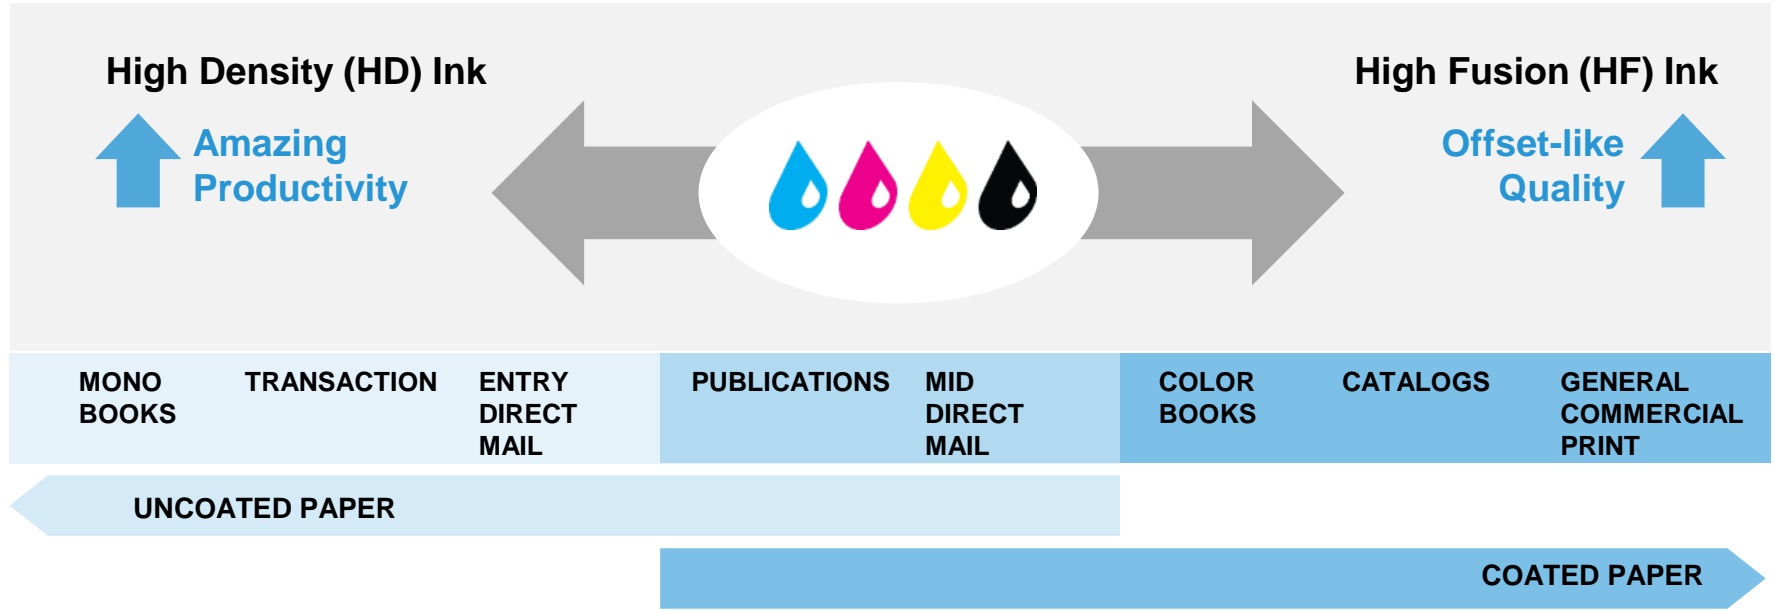 High Density (HD) Ink
Amazing
Productivity
High Fusion (HF) Ink
Offset-like
Quality
MONO
BOOKS
TRANSACTION
ENTRY
DIRECT
MAIL
PUBLICATIONS
MID
DIRECT
MAIL
COLOR
BOOKS
CATALOGS
GENERAL
COMMERCIAL
PRINT
UNCOATED PAPER
COATED PAPER